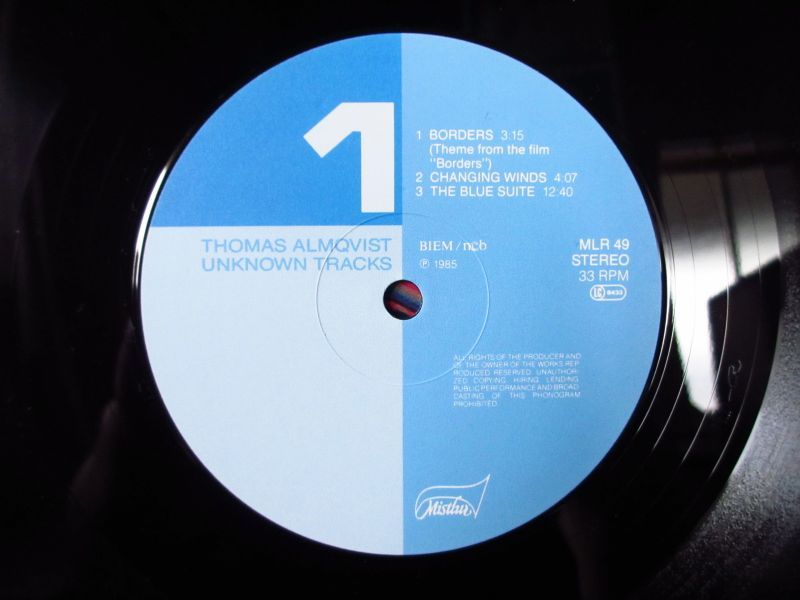 1
1 BORDERS 3:15
(Theme from the film
"Borders")
2 CHANGING WINDS 4:07
3 THE BLUE SUITE 12:40
THOMAS ALMQVIST
UNKNOWN TRACKS
BIEM/ncb
℗ 1985
MLR 49
STEREO
33 RPM
LC 8433
ALL RIGHTS OF THE PRODUCER AND
OF THE OWNER OF THE WORKS REP
RODUCED RESERVED. UNAUTHORI-
ZED COPYING, HIRING, LENDING,
PUBLIC PERFORMANCE AND BROAD
CASTING OF THIS PHONOGRAM
PROHIBITED.
Mistlur